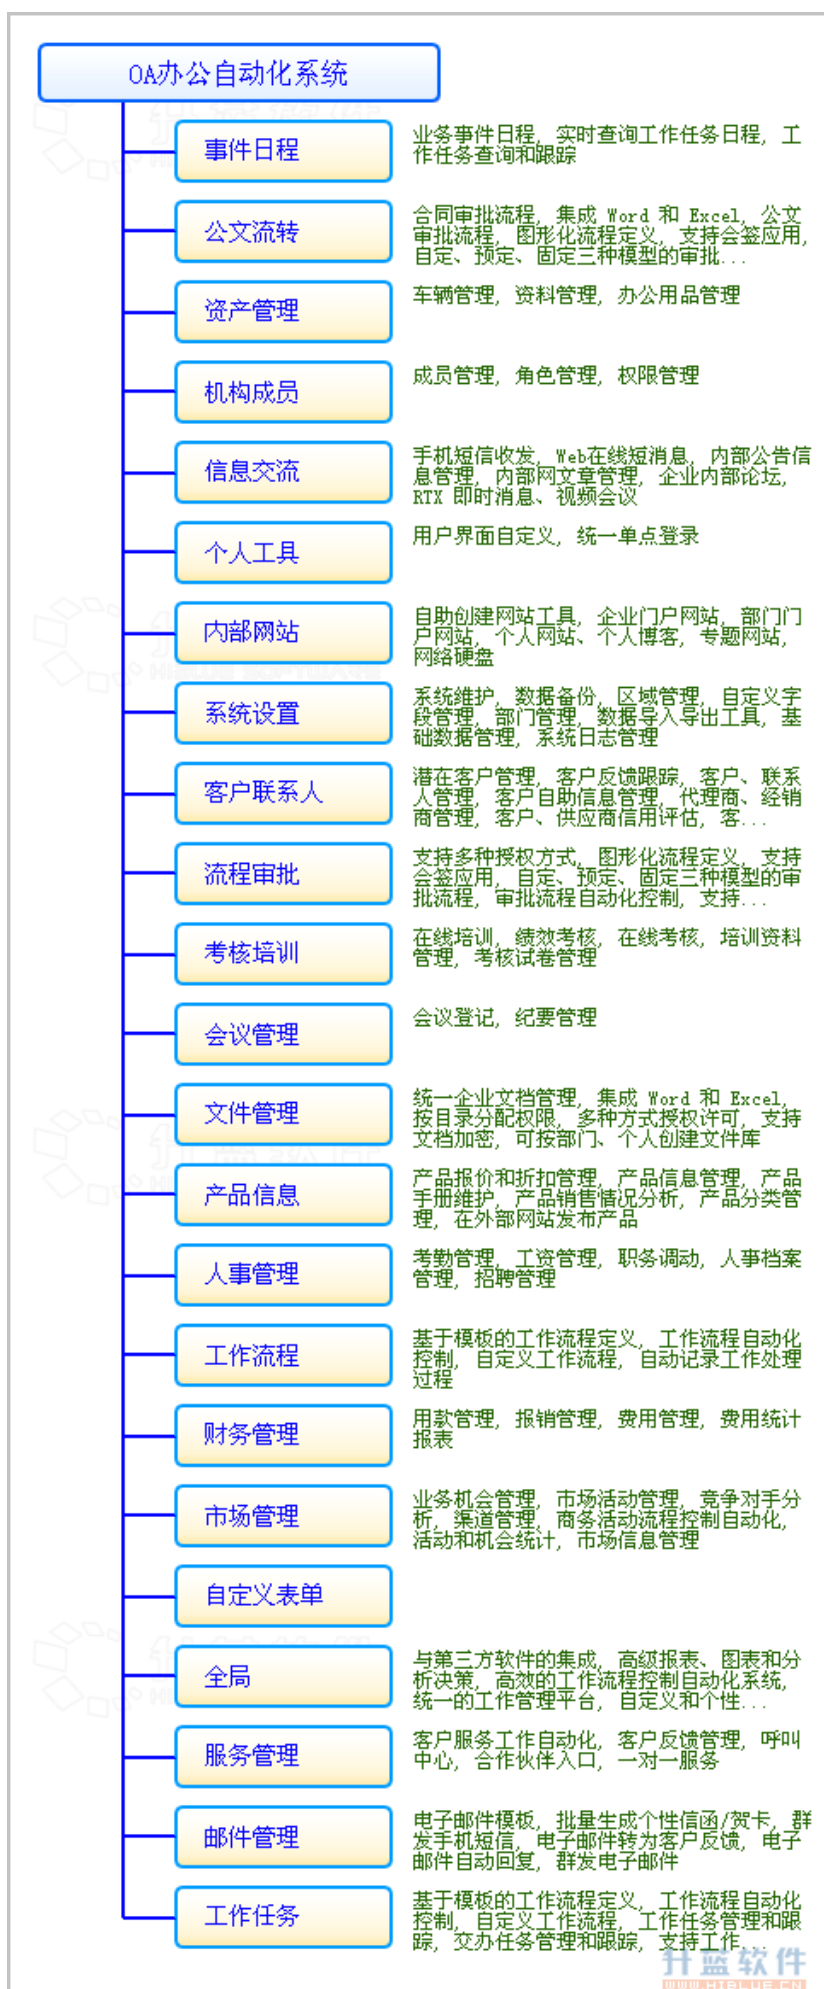 OA办公自动化系统
事件日程
业务事件日程, 实时查询工作任务日程, 工
作任务查询和跟踪
公文流转
合同审批流程, 集成 Word 和 Excel, 公文
审批流程, 图形化流程定义, 支持会签应用,
自定、预定、固定三种模型的审批...
资产管理
车辆管理, 资料管理, 办公用品管理
机构成员
成员管理, 角色管理, 权限管理
信息交流
手机短信收发, Web在线短消息, 内部公告信
息管理, 内部网文章管理, 企业内部论坛,
RTX 即时消息、视频会议
个人工具
用户界面自定义, 统一单点登录
内部网站
自助创建网站工具, 企业门户网站, 部门门
户网站, 个人网站、个人博客, 专题网站,
网络硬盘
系统设置
系统维护, 数据备份, 区域管理, 自定义字
段管理, 部门管理, 数据导入导出工具, 基
础数据管理, 系统日志管理
客户联系人
潜在客户管理, 客户反馈跟踪, 客户、联系
人管理, 客户自助信息管理, 代理商、经销
商管理, 客户、供应商信用评估, 客...
流程审批
支持多种授权方式, 图形化流程定义, 支持
会签应用, 自定、预定、固定三种模型的审
批流程, 审批流程自动化控制, 支持...
考核培训
在线培训, 绩效考核, 在线考核, 培训资料
管理, 考核试卷管理
会议管理
会议登记, 纪要管理
文件管理
统一企业文档管理, 集成 Word 和 Excel,
按目录分配权限, 多种方式授权许可, 支持
文档加密, 可按部门、个人创建文件库
产品信息
产品报价和折扣管理, 产品信息管理, 产品
手册维护, 产品销售情况分析, 产品分类管
理, 在外部网站发布产品
人事管理
考勤管理, 工资管理, 职务调动, 人事档案
管理, 招聘管理
工作流程
基于模板的工作流程定义, 工作流程自动化
控制, 自定义工作流程, 自动记录工作处理
过程
财务管理
用款管理, 报销管理, 费用管理, 费用统计
报表
市场管理
业务机会管理, 市场活动管理, 竞争对手分
析, 渠道管理, 商务活动流程控制自动化,
活动和机会统计, 市场信息管理
自定义表单
全局
与第三方软件的集成, 高级报表、图表和分
析决策, 高效的工作流程控制自动化系统,
统一的工作管理平台, 自定义和个性...
服务管理
客户服务工作自动化, 客户反馈管理, 呼叫
中心, 合作伙伴入口, 一对一服务
邮件管理
电子邮件模板, 批量生成个性信函/贺卡, 群
发手机短信, 电子邮件转为客户反馈, 电子
邮件自动回复, 群发电子邮件
工作任务
基于模板的工作流程定义, 工作流程自动化
控制, 自定义工作流程, 工作任务管理和跟
踪, 交办任务管理和跟踪, 支持工作...
升蓝软件
WWW.HIBLUE.CN